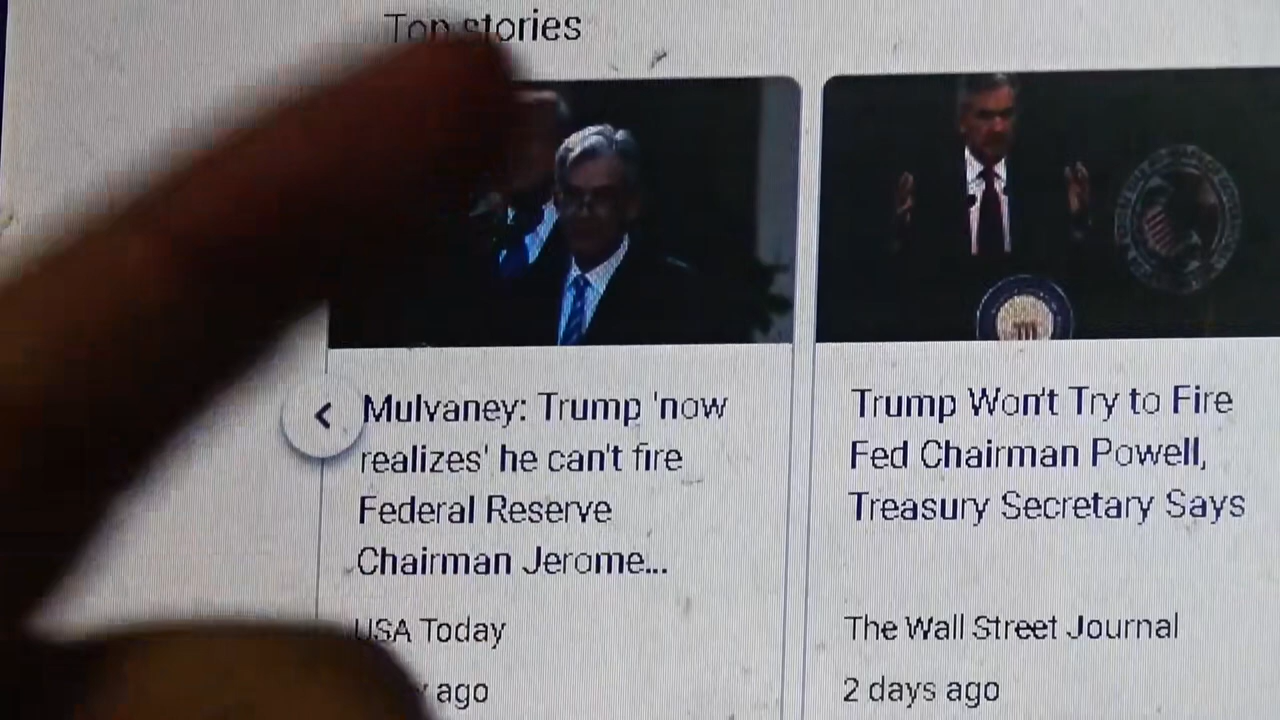 Top stories
Mulvaney: Trump 'now
realizes' he can't fire
Federal Reserve
Chairman Jerome...
USA Today
ago
Trump Won't Try to Fire
Fed Chairman Powell,
Treasury Secretary Says
The Wall Street Journal
2 days ago